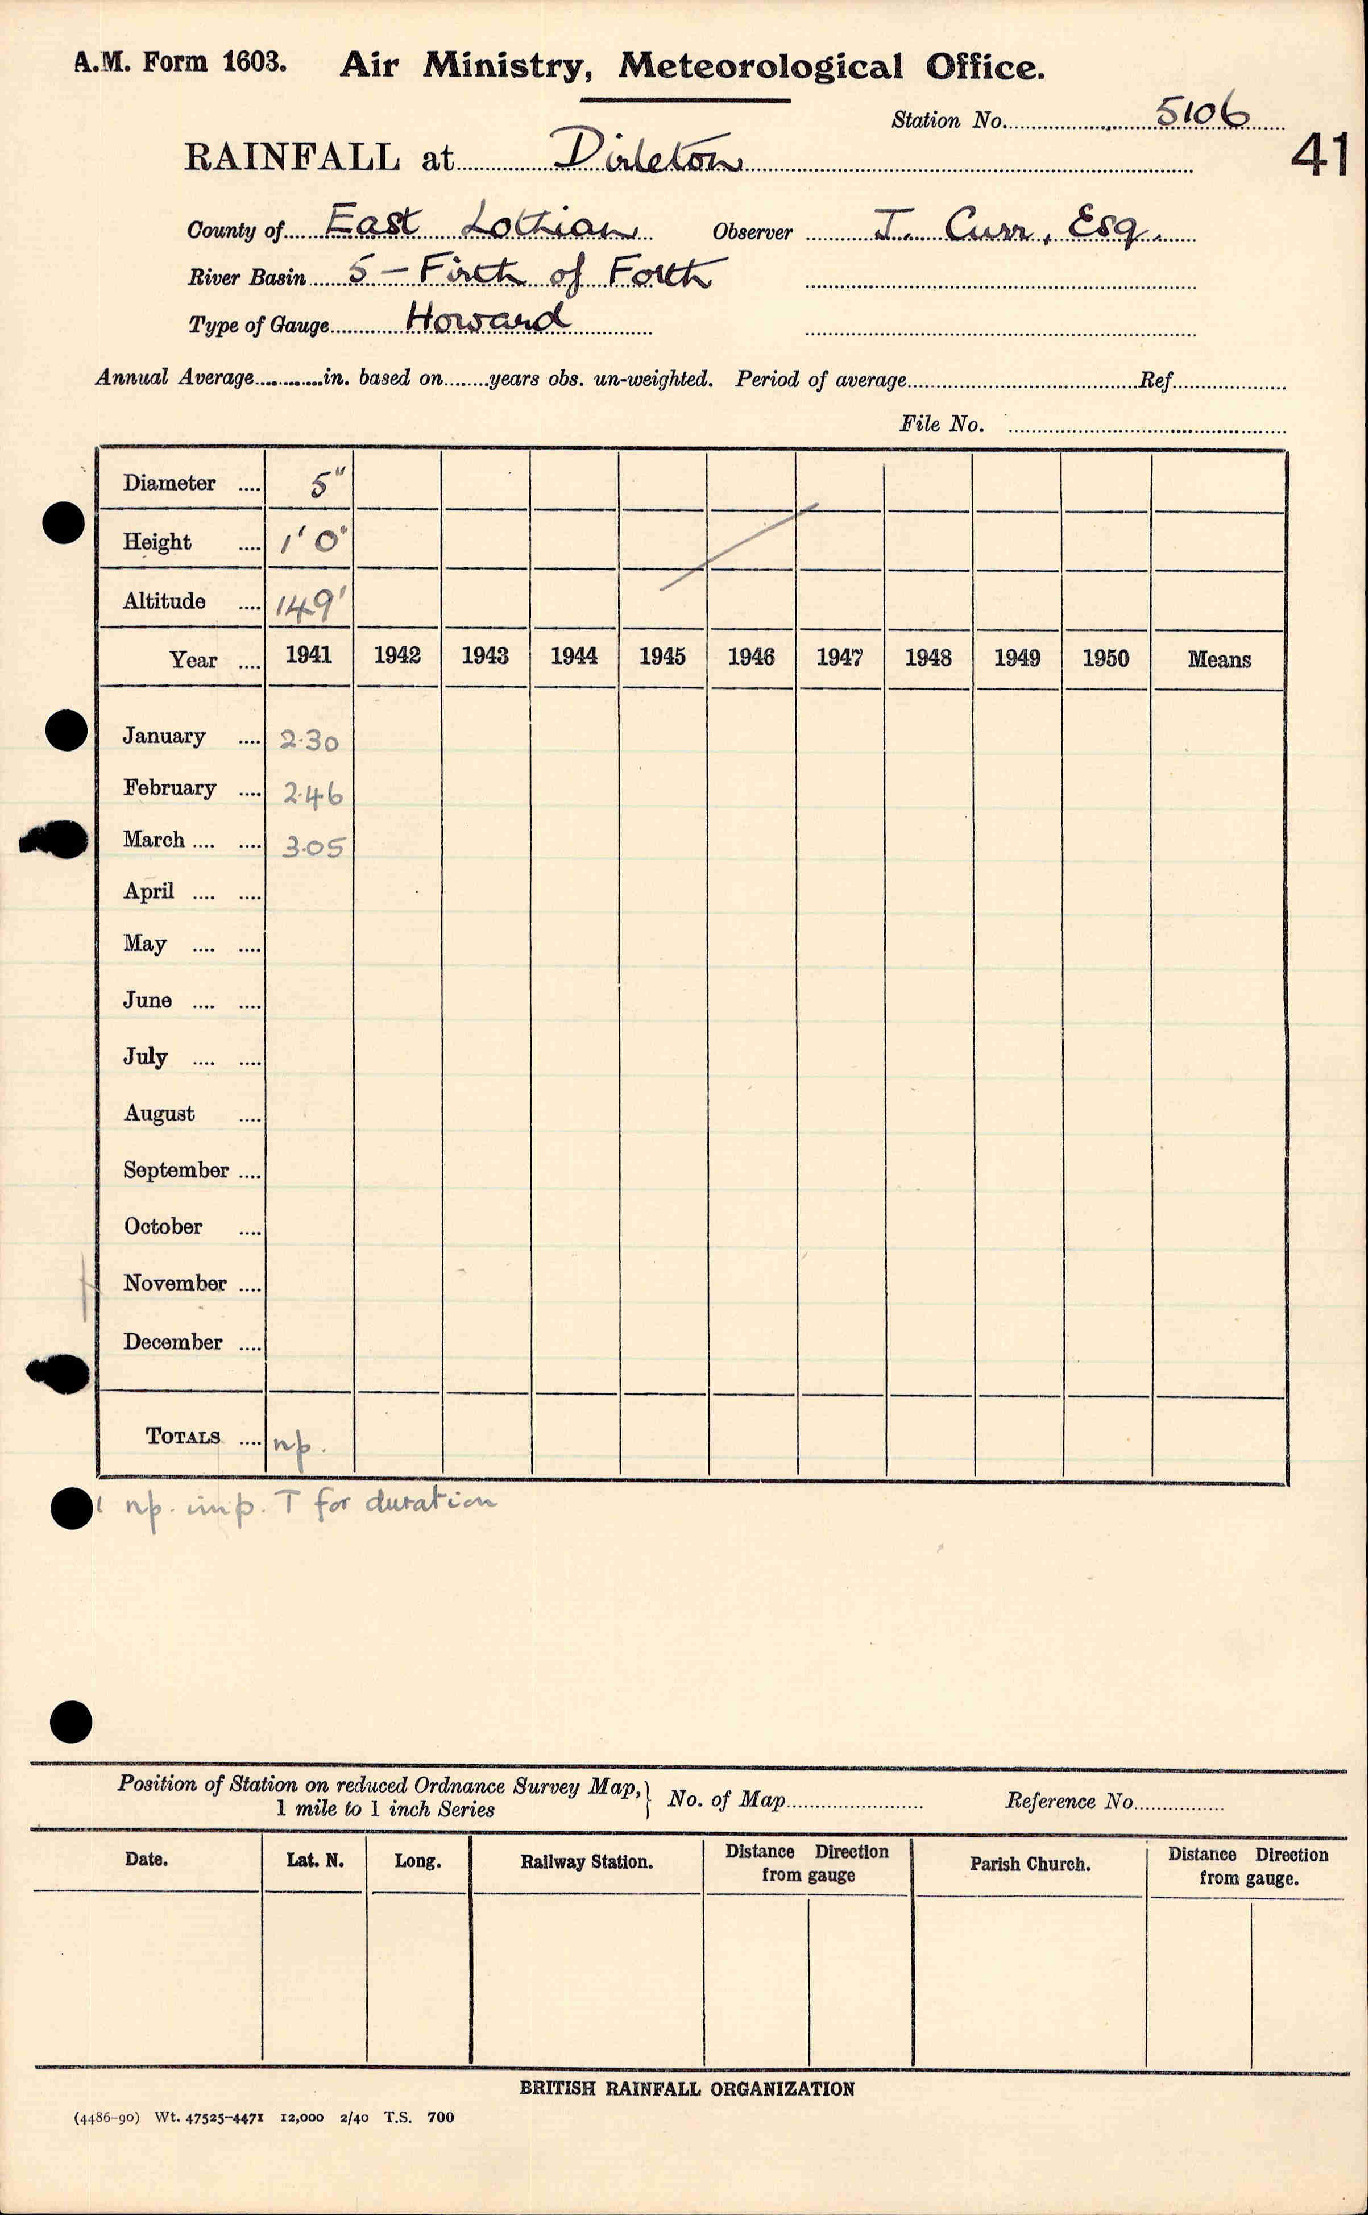 A.M. Form 1603. Air Ministry, Meteorological Office.
Station No. 5106
41
RAINFALL at Dirleton
County of East Lothian Observer J. Curr, Esq.
River Basin 5 - Firth of Forth
Type of Gauge Howard
Annual Average............in. based on........years obs. un-weighted. Period of average........Ref........
File No.
Diameter .... 5"
Height .... 1' 0"
Altitude .... 149'
Year .... 1941 1942 1943 1944 1945 1946 1947 1948 1949 1950 Means
January .... 2.30
February .... 2.46
March .... .... 3.05
April .... ....
May .... ....
June .... ....
July .... ....
August ....
September ....
October ....
November ....
December ....
TOTALS .... np.
1 np. imp. T for duration
Position of Station on reduced Ordnance Survey Map, } No. of Map........ Reference No........
1 mile to 1 inch Series
Date. Lat. N. Long. Railway Station. Distance Direction from gauge Parish Church. Distance Direction from gauge.
BRITISH RAINFALL ORGANIZATION
(4486-90) Wt. 47525-4471 12,000 2/40 T.S. 700